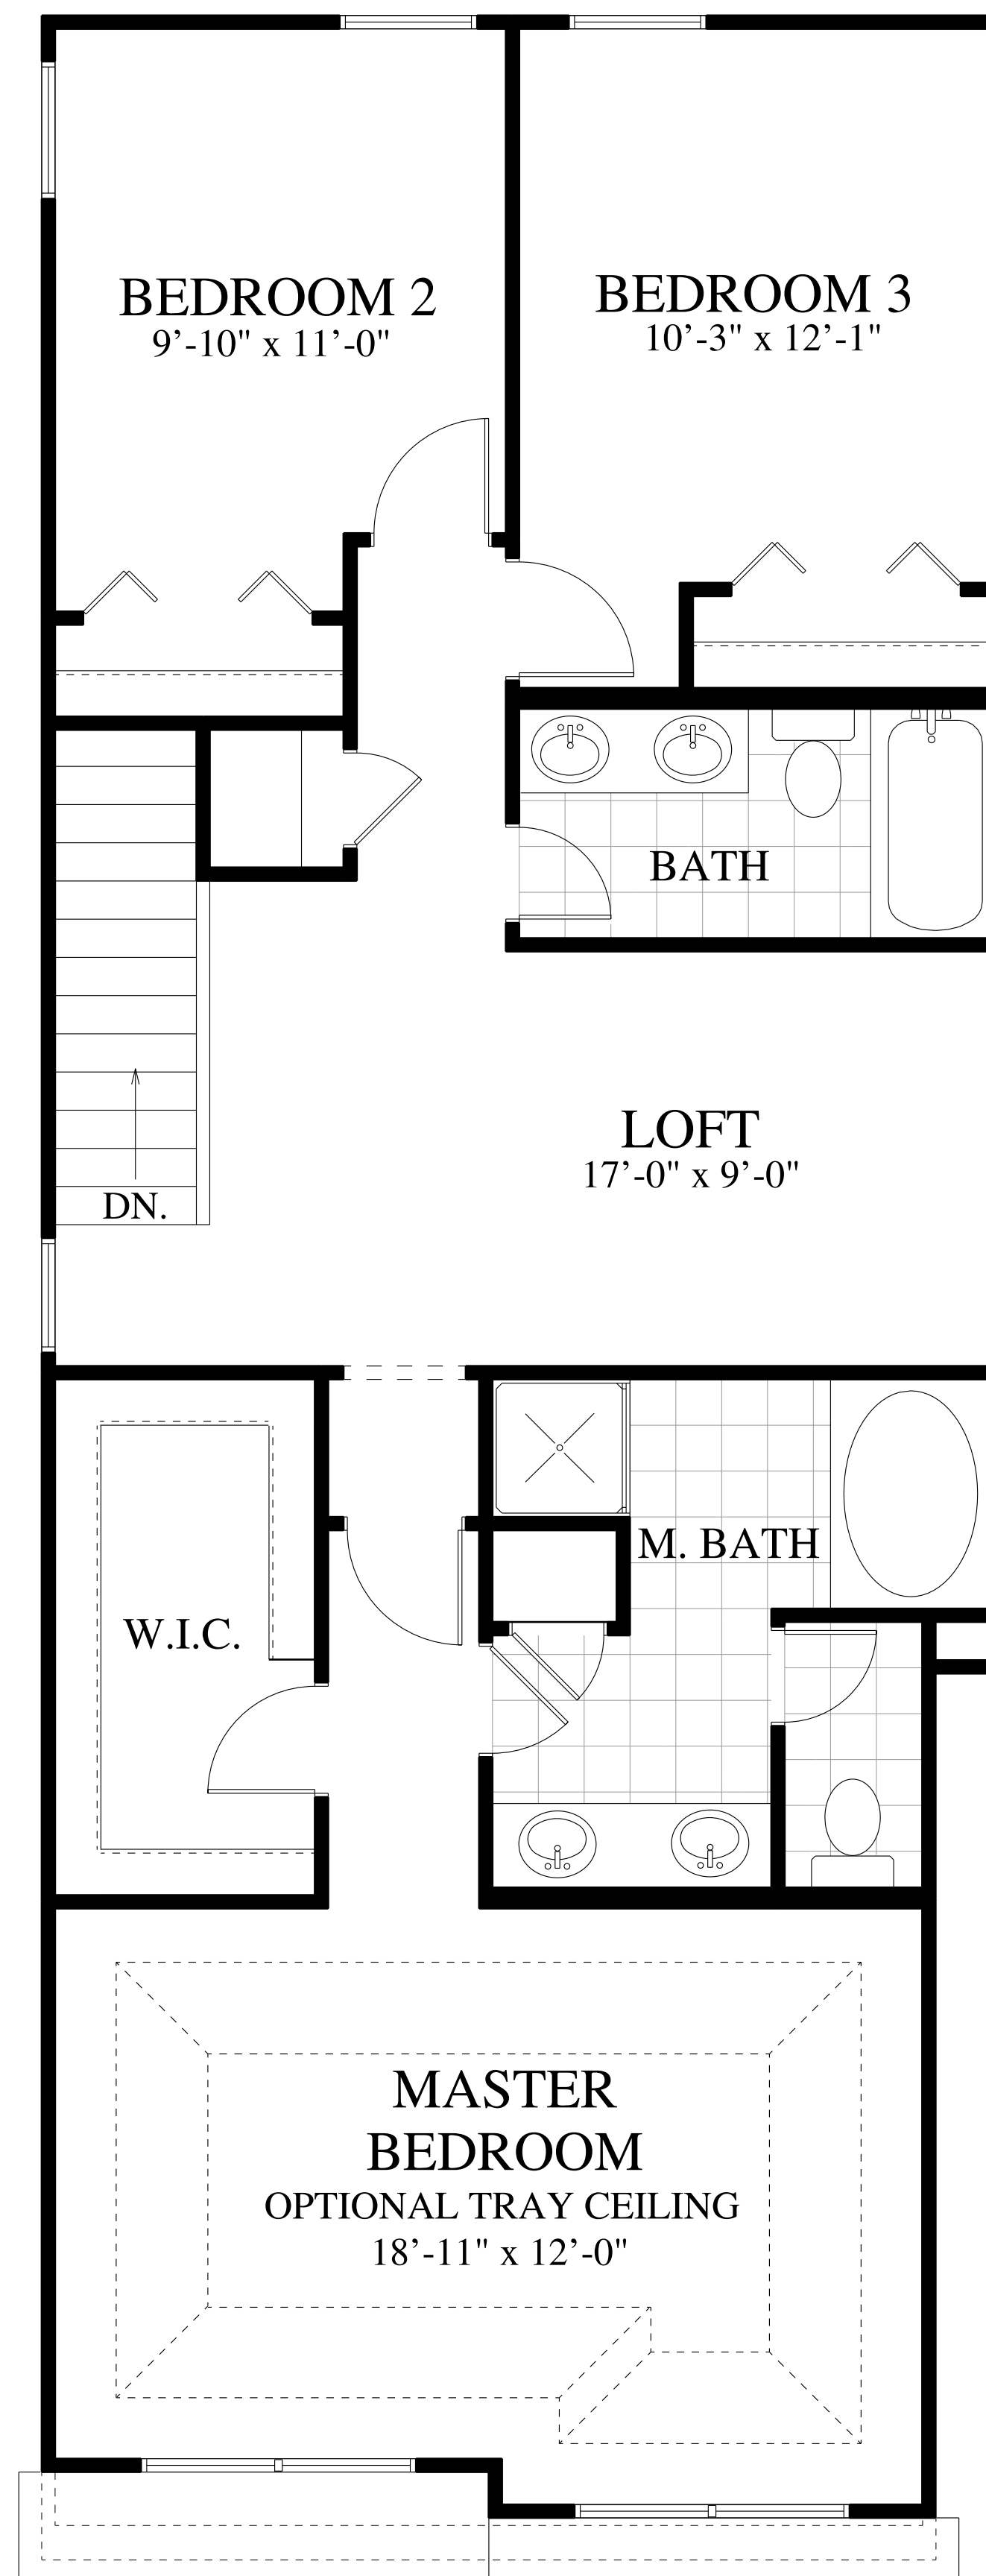 BEDROOM 2
9'-10" x 11'-0"
BEDROOM 3
10'-3" x 12'-1"
BATH
LOFT
17'-0" x 9'-0"
DN.
M. BATH
W.I.C.
MASTER
BEDROOM
OPTIONAL TRAY CEILING
18'-11" x 12'-0"